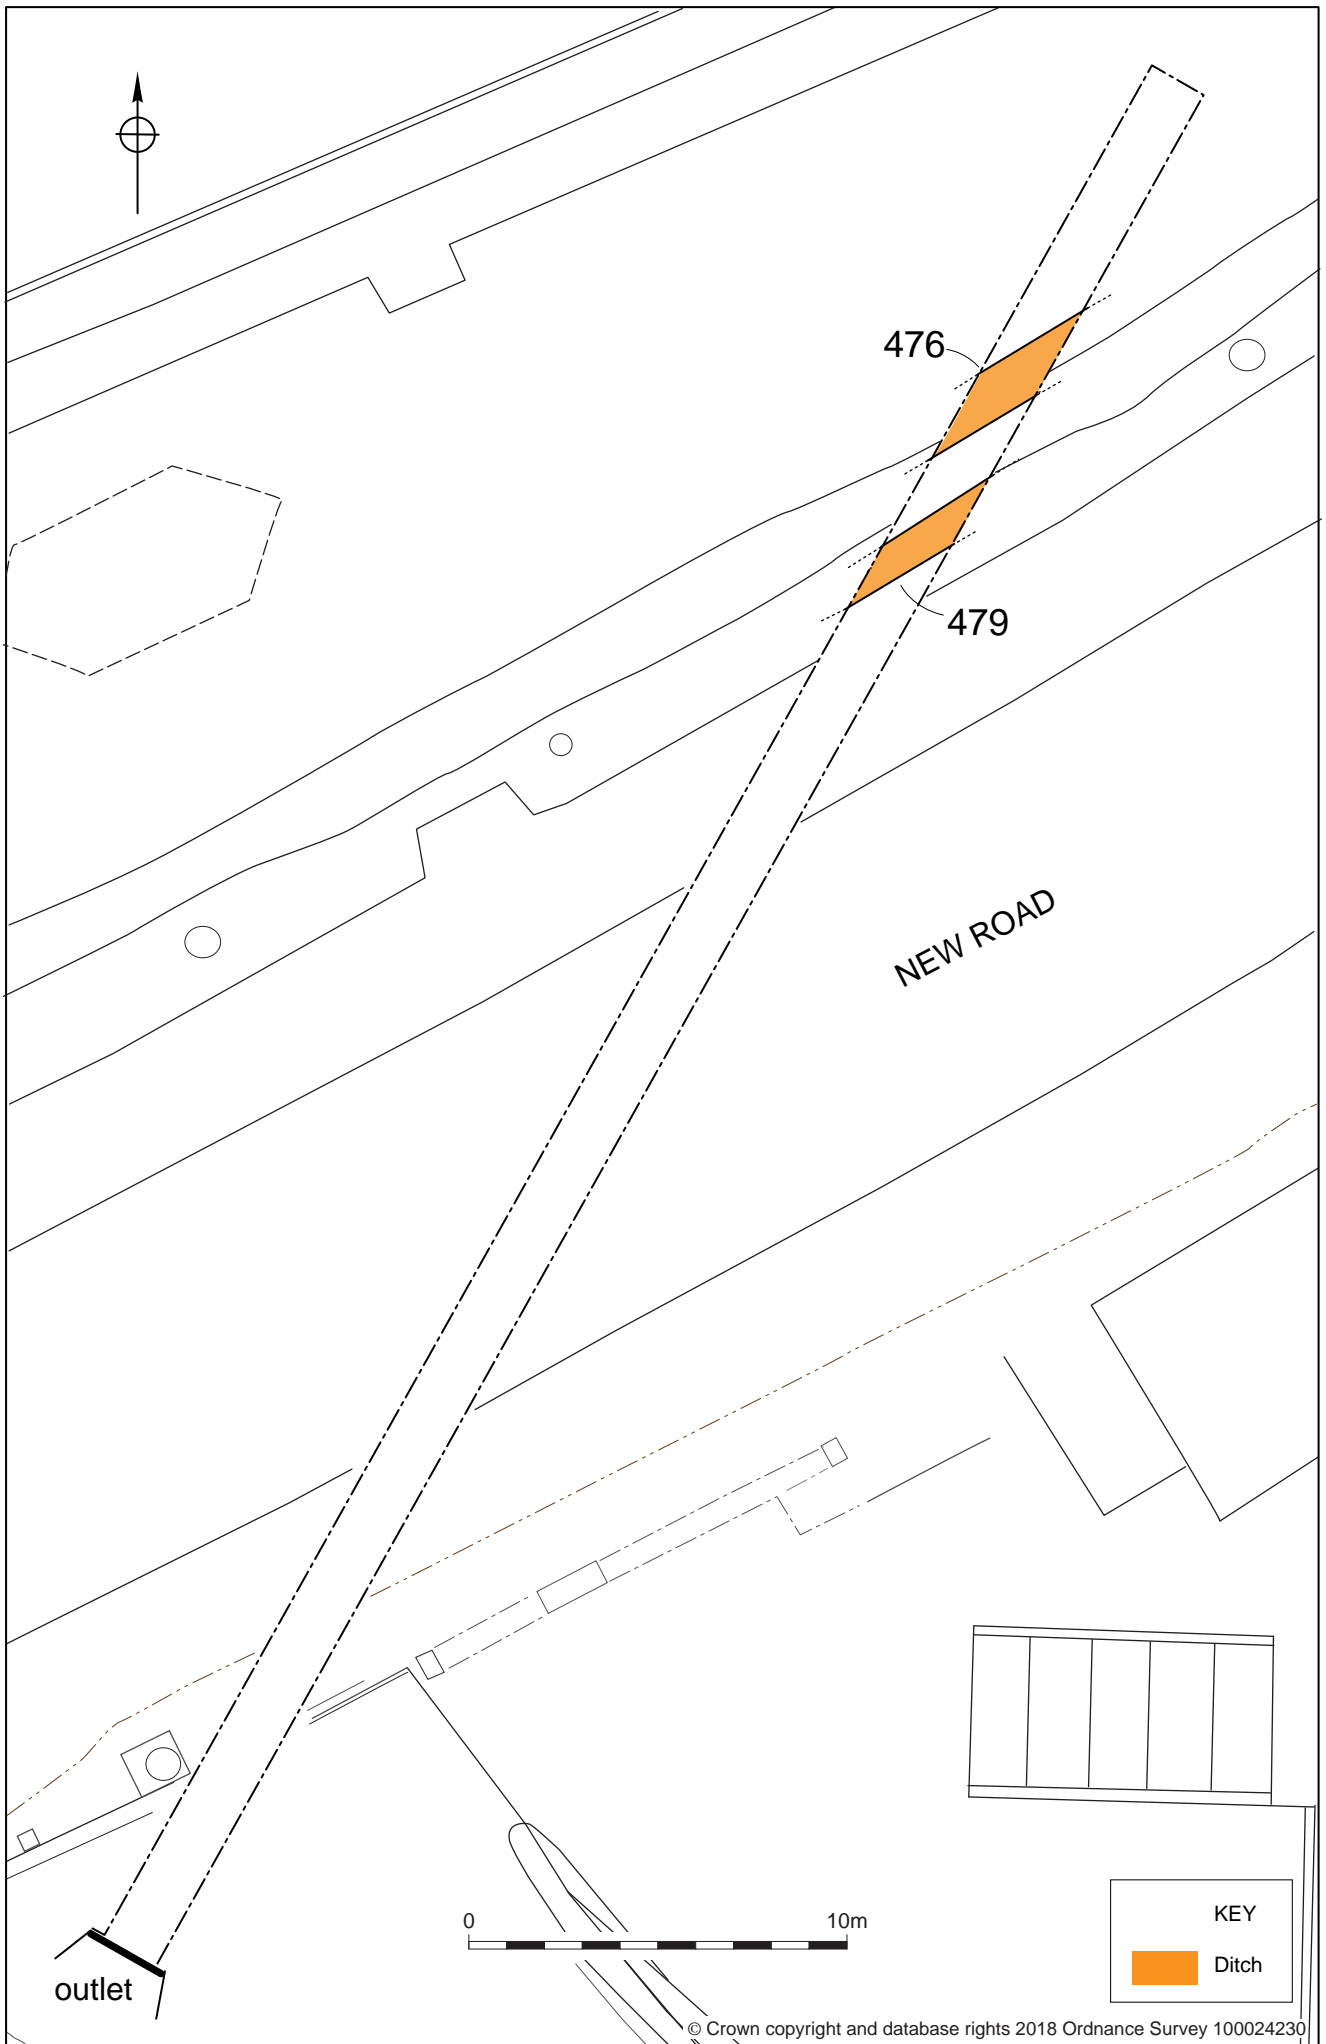 476
479
NEW ROAD
0 10m
KEY
Ditch
outlet
© Crown copyright and database rights 2018 Ordnance Survey 100024230